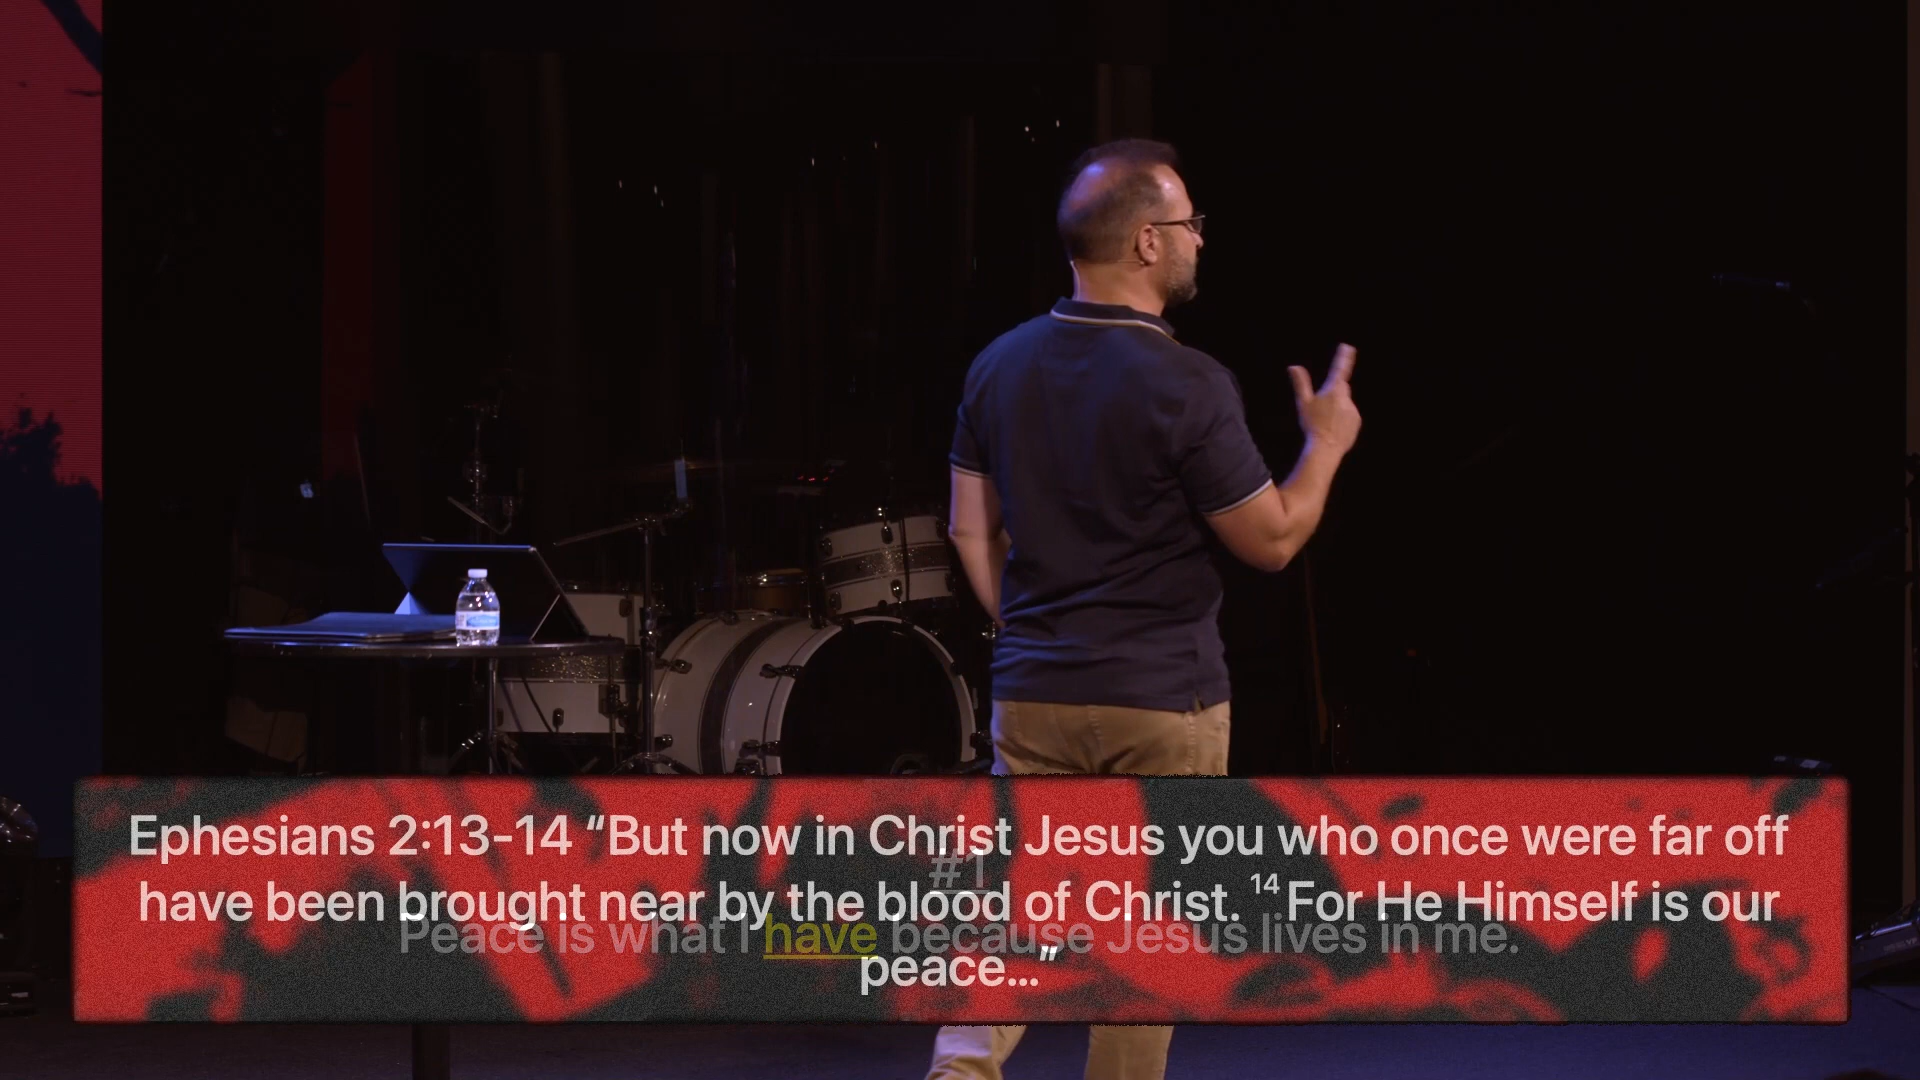 Ephesians 2:13-14 “But now in Christ Jesus you who once were far off
have been brought near by the blood of Christ. 14 For He Himself is our
peace...”
#1
Peace is what I have because Jesus lives in me.